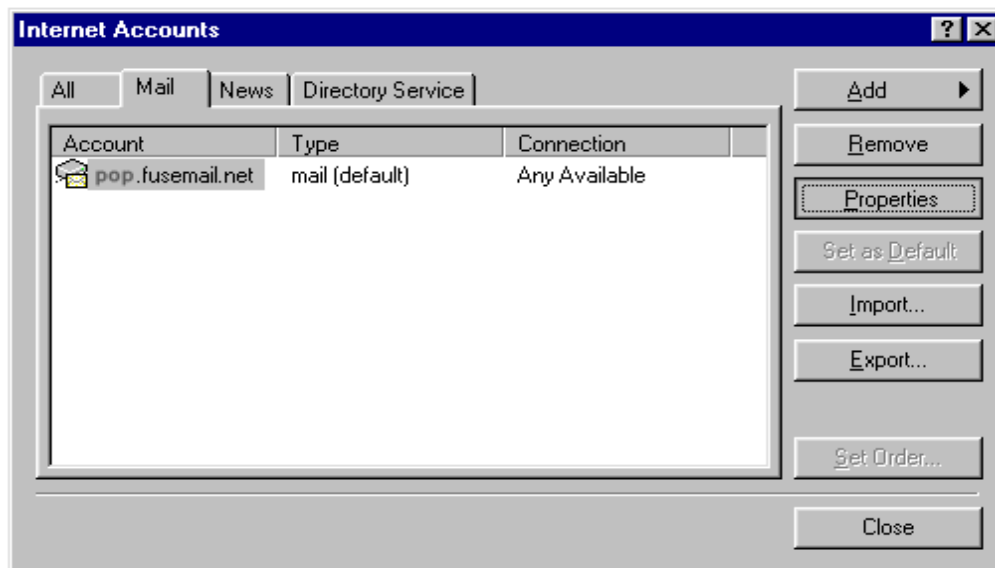 Internet Accounts
All Mail News Directory Service
Account Type Connection
pop.fusemail.net mail (default) Any Available
Add
Remove
Properties
Set as Default
Import...
Export...
Set Order...
Close